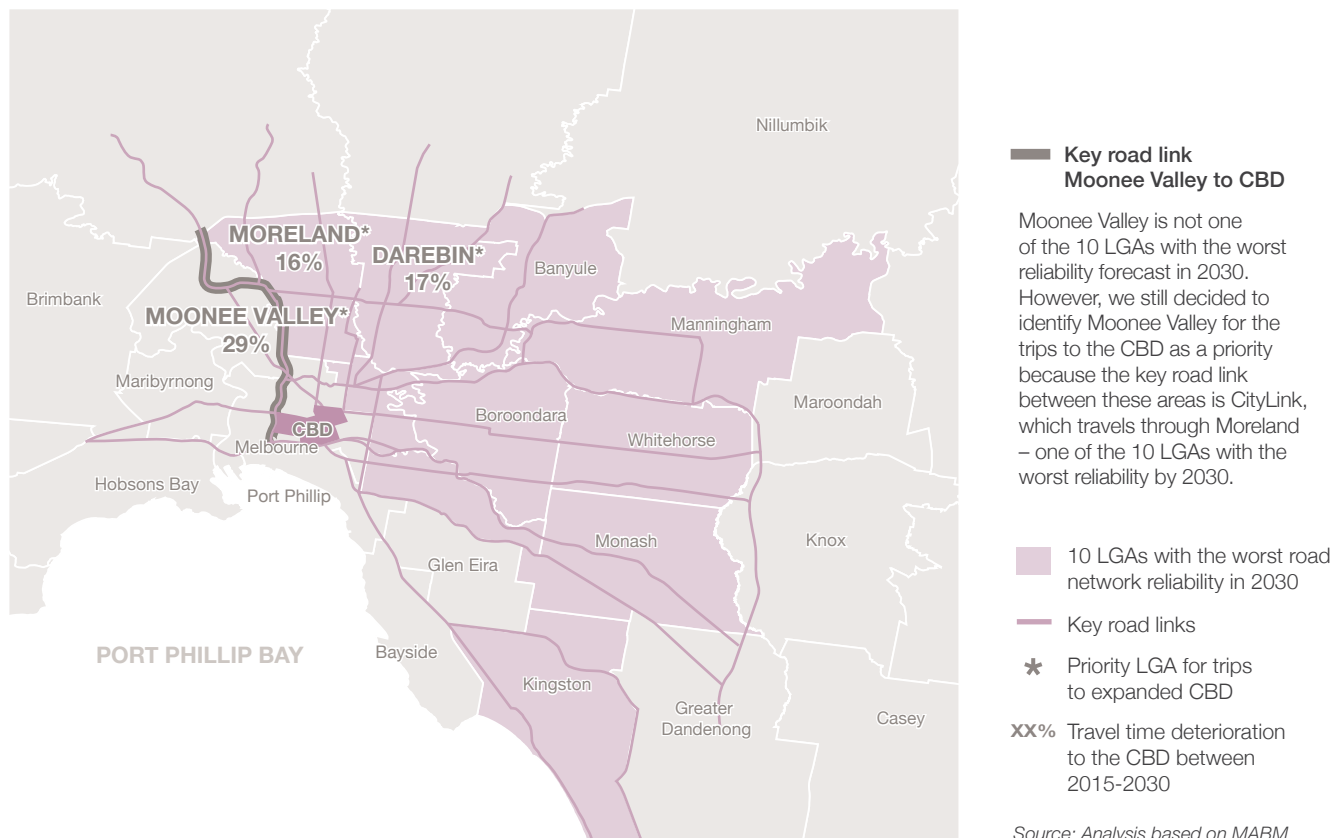 Nillumbik
MORELAND*
16%
DAREBIN*
17%
Banyule
Brimbank
MOONEE VALLEY*
29%
Manningham
Maribyrnong
Maroondah
Boroondara
CBD
Whitehorse
Melbourne
Hobsons Bay
Port Phillip
Monash
Knox
Glen Eira
PORT PHILLIP BAY
Bayside
Kingston
Greater
Dandenong
Casey
Key road link
Moonee Valley to CBD
Moonee Valley is not one
of the 10 LGAs with the worst
reliability forecast in 2030.
However, we still decided to
identify Moonee Valley for the
trips to the CBD as a priority
because the key road link
between these areas is CityLink,
which travels through Moreland
– one of the 10 LGAs with the
worst reliability by 2030.
10 LGAs with the worst road
network reliability in 2030
Key road links
* Priority LGA for trips
to expanded CBD
XX% Travel time deterioration
to the CBD between
2015-2030
Source: Analysis based on MABM